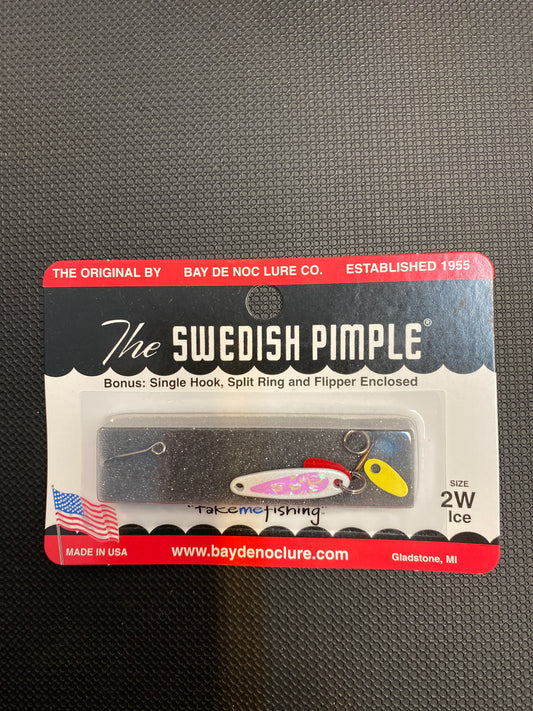 THE ORIGINAL BY BAY DE NOC LURE CO. ESTABLISHED 1955
The SWEDISH PIMPLE®
Bonus: Single Hook, Split Ring and Flipper Enclosed
SIZE
2W
Ice
"takemefishing"
MADE IN USA www.baydenoclure.com Gladstone, MI